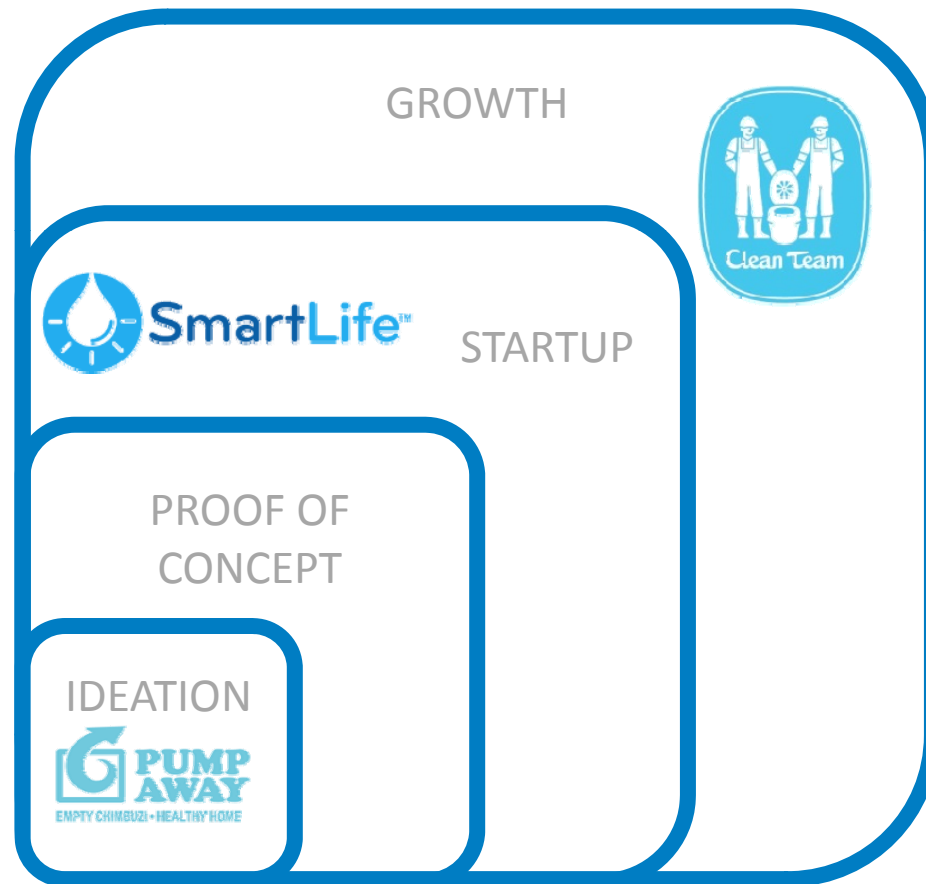 GROWTH
Clean Team
SmartLife™
STARTUP
PROOF OF
CONCEPT
IDEATION
PUMP
AWAY
EMPTY CHIMBUZI • HEALTHY HOME